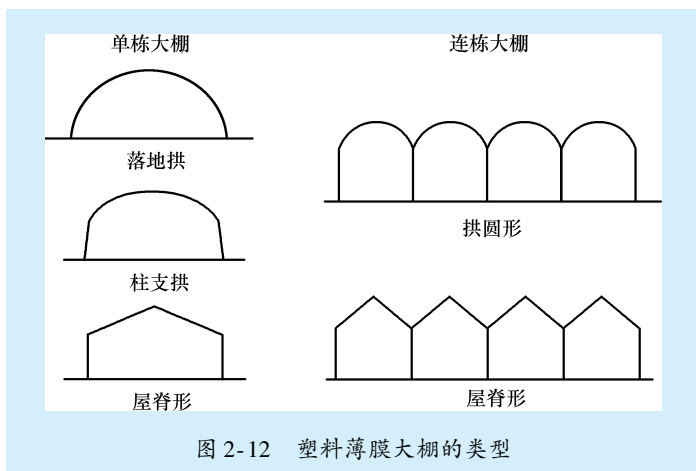 单栋大棚
落地拱
柱支拱
屋脊形
连栋大棚
拱圆形
屋脊形
图 2-12 塑料薄膜大棚的类型